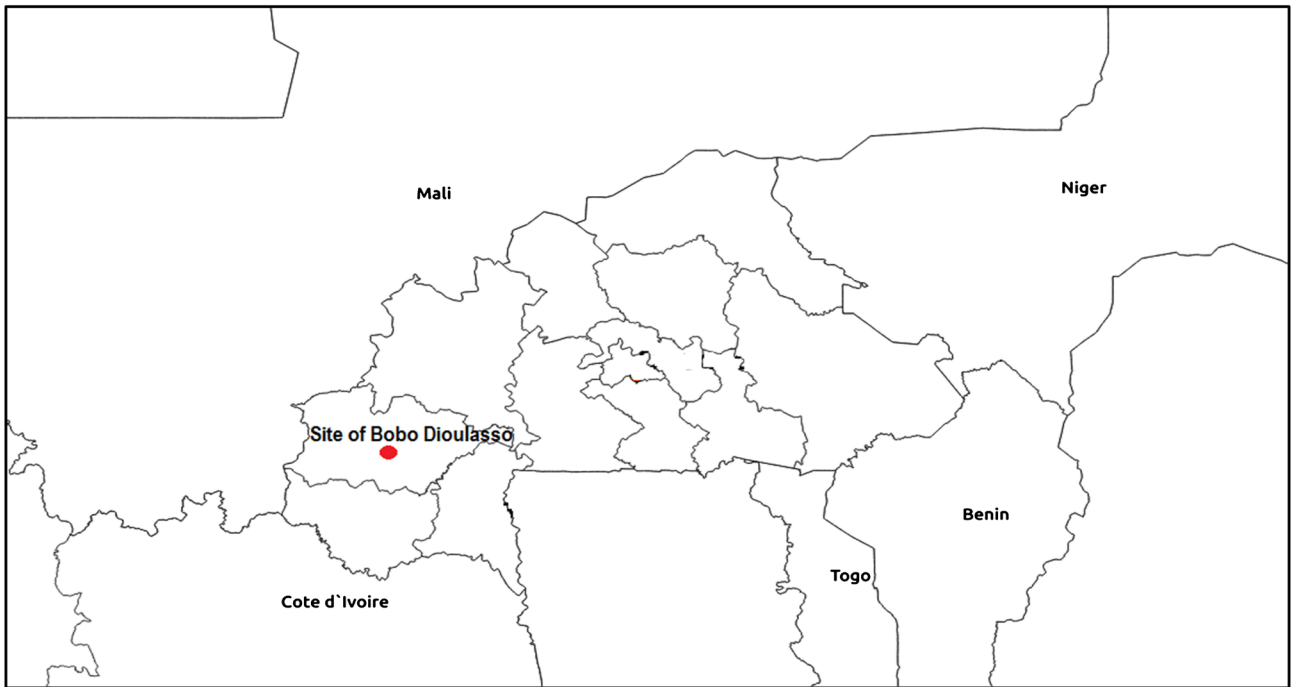 Mali
Niger
Site of Bobo Dioulasso
Benin
Togo
Cote d`Ivoire